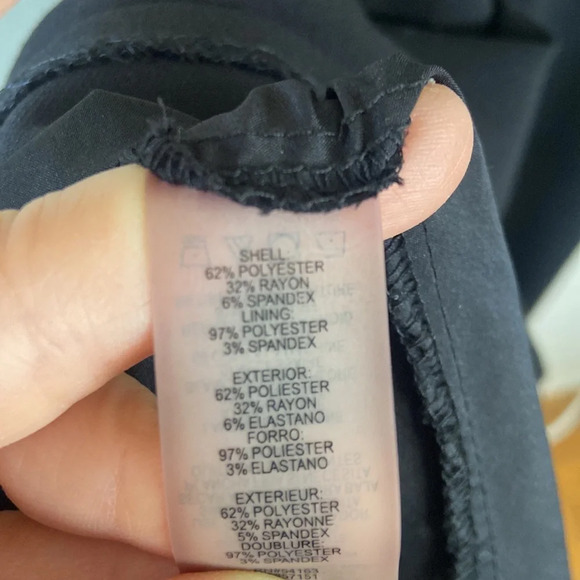 SHELL:
62% POLYESTER
32% RAYON
6% SPANDEX
LINING:
97% POLYESTER
3% SPANDEX
EXTERIOR:
62% POLIESTER
32% RAYON
6% ELASTANO
FORRO:
97% POLIESTER
3% ELASTANO
EXTERIEUR:
62% POLYESTER
32% RAYONNE
5% SPANDEX
DOUBLURE:
97% POLYESTER
3% SPANDEX